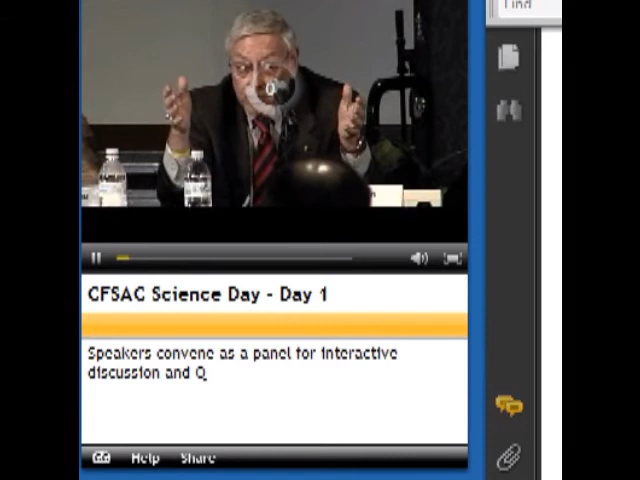 Find
CFSAC Science Day - Day 1
Speakers convene as a panel for interactive
discussion and Q
Help Share